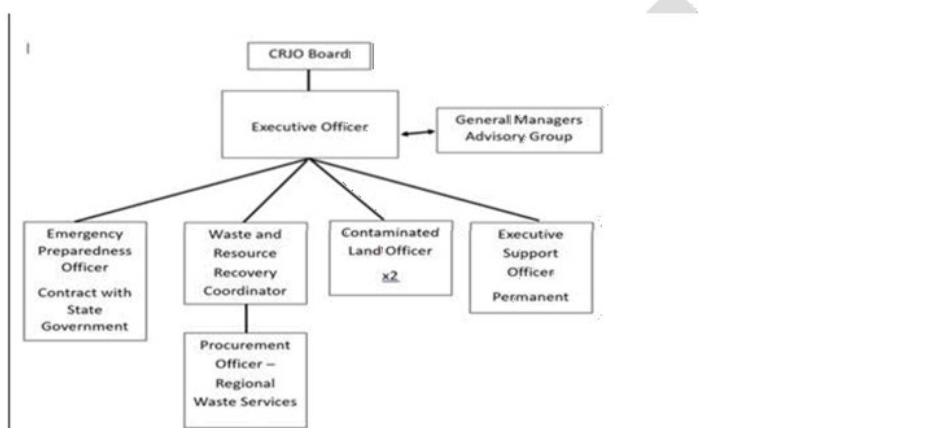 CRJO Board
Executive Officer
General Managers
Advisory Group
Emergency
Preparedness
Officer
Contract with
State
Government
Waste and
Resource
Recovery
Coordinator
Contaminated
Land Officer
x2
Executive
Support
Officer
Permanent
Procurement
Officer –
Regional
Waste Services